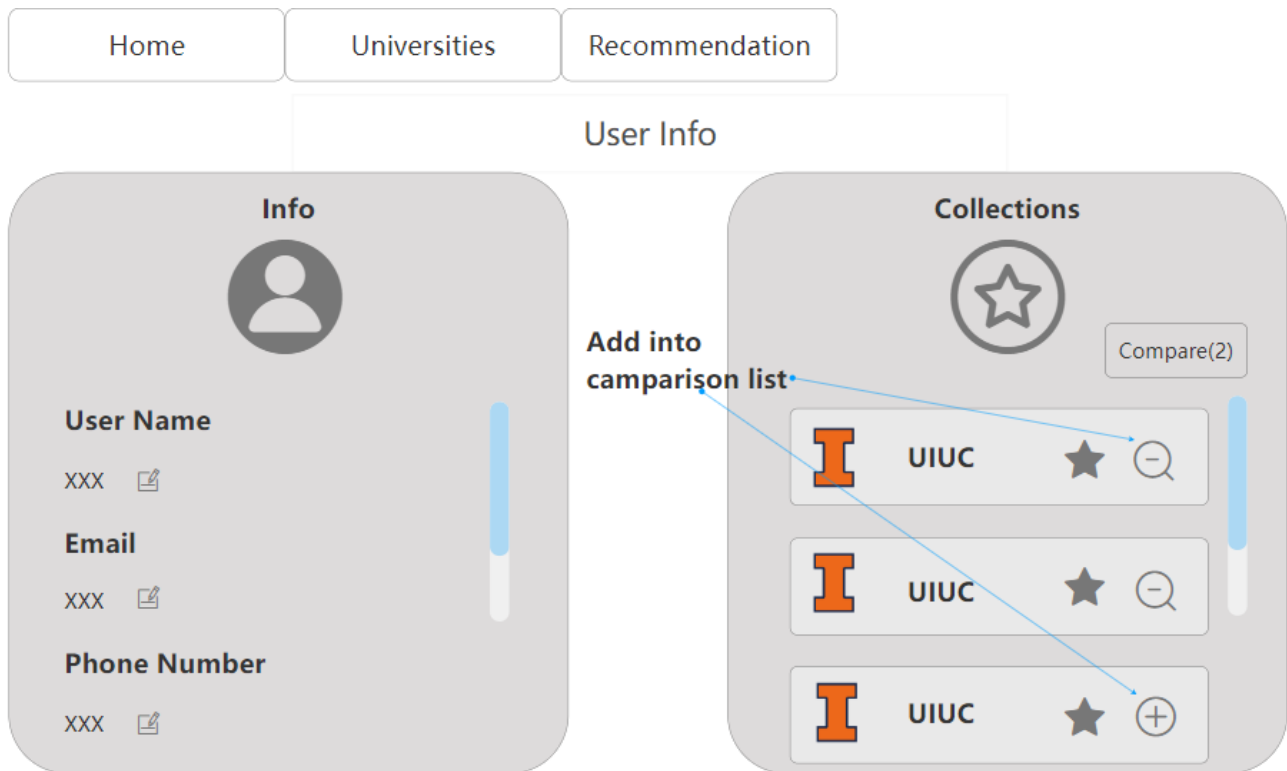 Home
Universities
Recommendation
User Info
Info
User Name
XXX
Email
XXX
Phone Number
XXX
Add into
camparison list
Collections
Compare(2)
UIUC
UIUC
UIUC